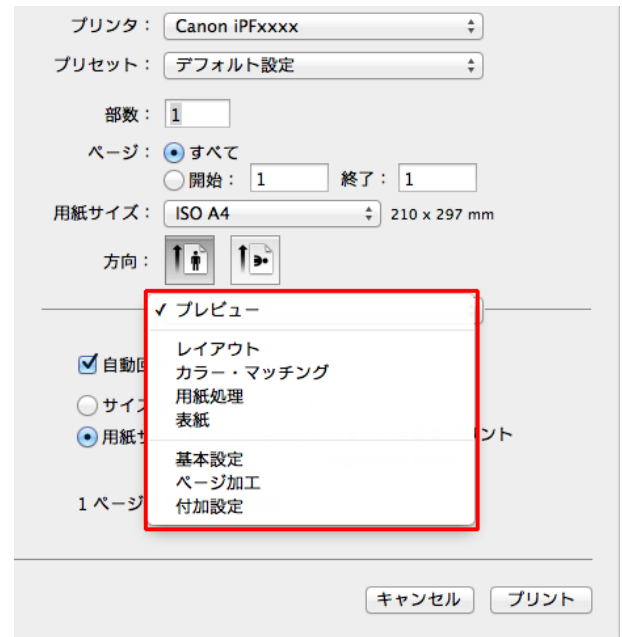 プリンタ： Canon iPFxxxx
プリセット： デフォルト設定
部数： 1
ページ： すべて
開始： 1 終了： 1
用紙サイズ： ISO A4 210 x 297 mm
方向：
✓ プレビュー
レイアウト
自動
カラー・マッチング
用紙処理
サイズ
表紙
用紙 ント
基本設定
ページ加工
1 ページ
付加設定
キャンセル プリント